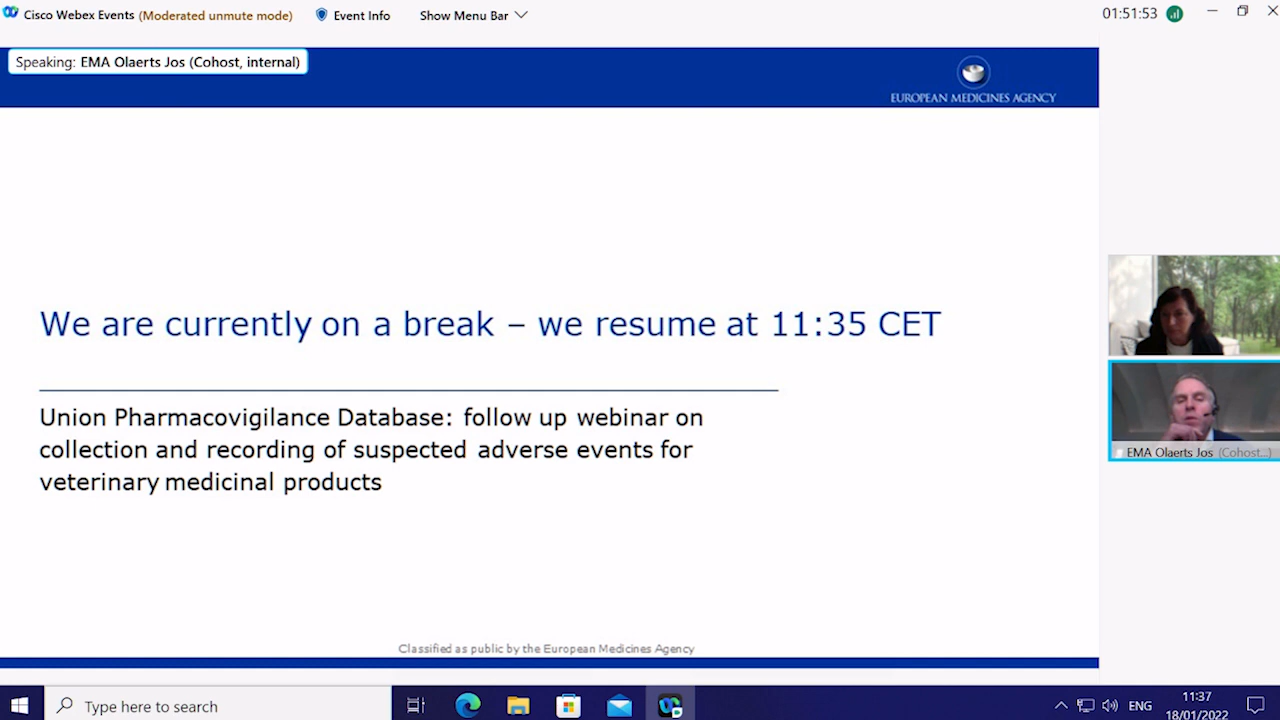 Cisco Webex Events (Moderated unmute mode)
Event Info
Show Menu Bar
01:51:53
Speaking: EMA Olaerts Jos (Cohost, internal)
EUROPEAN MEDICINES AGENCY
We are currently on a break – we resume at 11:35 CET
Union Pharmacovigilance Database: follow up webinar on
collection and recording of suspected adverse events for
veterinary medicinal products
EMA Olaerts Jos (Cohost...)
Classified as public by the European Medicines Agency
Type here to search
ENG
11:37
18/01/2022